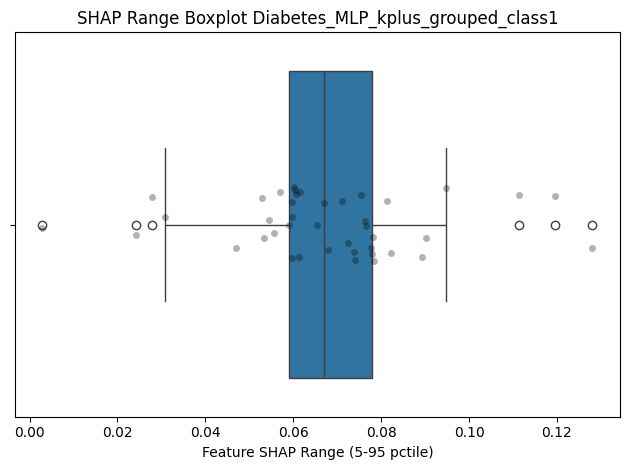 SHAP Range Boxplot Diabetes_MLP_kplus_grouped_class1
0.00 0.02 0.04 0.06 0.08 0.10 0.12
Feature SHAP Range (5-95 pctile)